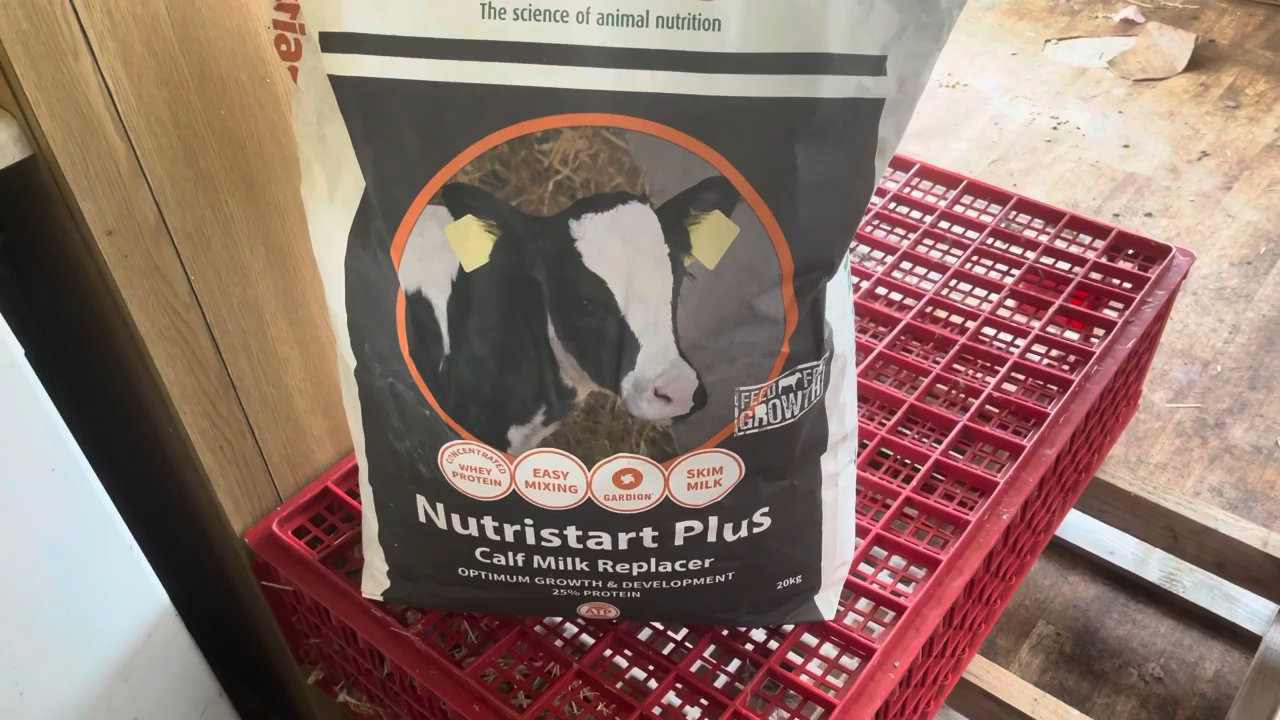 The science of animal nutrition
FEED FOR
GROWTH
CONCENTRATED
WHEY
PROTEIN
EASY
MIXING
GARDION
SKIM
MILK
Nutristart Plus
Calf Milk Replacer
OPTIMUM GROWTH & DEVELOPMENT
25% PROTEIN
20kg